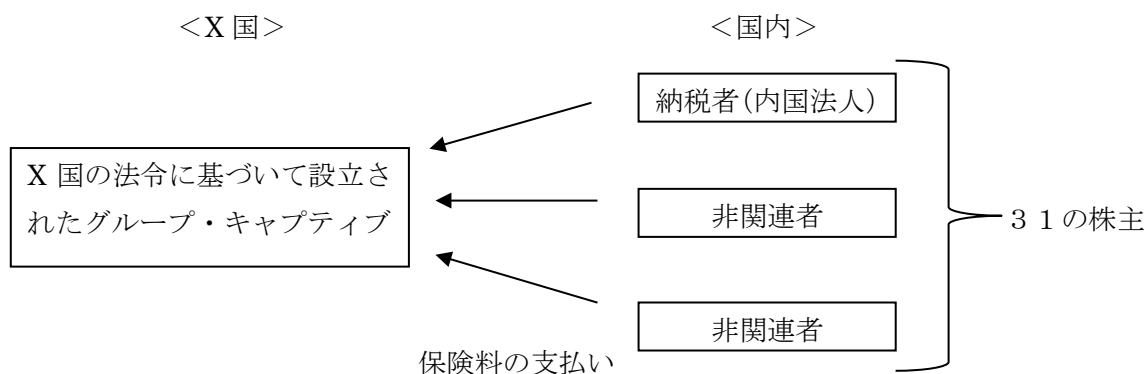 <X 国>
<国内>
納税者(内国法人)
X 国の法令に基づいて設立さ
れたグループ・キャプティブ
非関連者
31の株主
非関連者
保険料の支払い